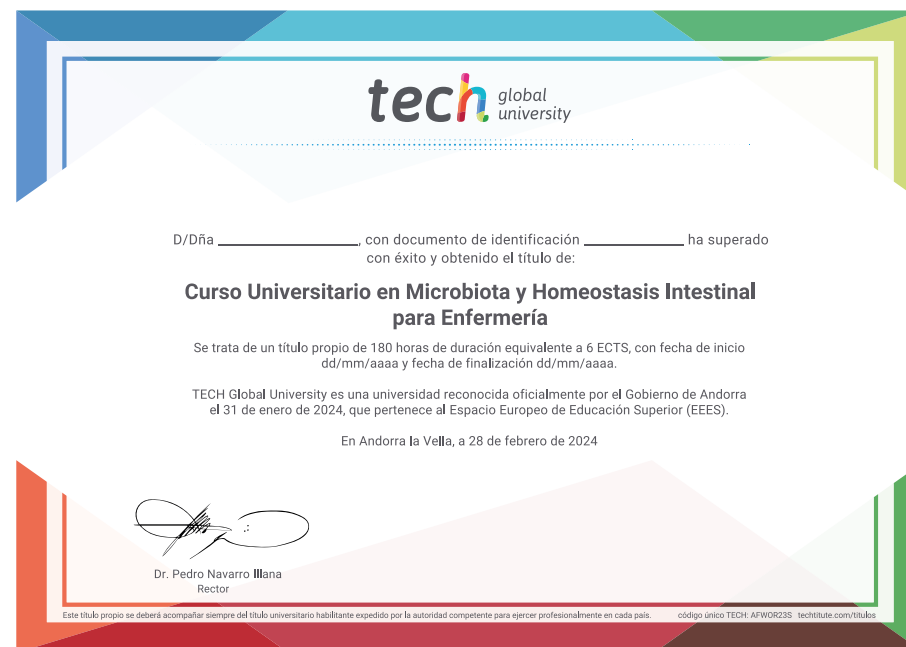 tech global
university
D/Dña ____________________, con documento de identificación ______________ ha superado
con éxito y obtenido el título de:
Curso Universitario en Microbiota y Homeostasis Intestinal
para Enfermería
Se trata de un título propio de 180 horas de duración equivalente a 6 ECTS, con fecha de inicio
dd/mm/aaaa y fecha de finalización dd/mm/aaaa.
TECH Global University es una universidad reconocida oficialmente por el Gobierno de Andorra
el 31 de enero de 2024, que pertenece al Espacio Europeo de Educación Superior (EEES).
En Andorra la Vella, a 28 de febrero de 2024
Dr. Pedro Navarro Illana
Rector
Este título propio se deberá acompañar siempre del título universitario habilitante expedido por la autoridad competente para ejercer profesionalmente en cada país. código único TECH: AFWOR23S techtitute.com/titulos